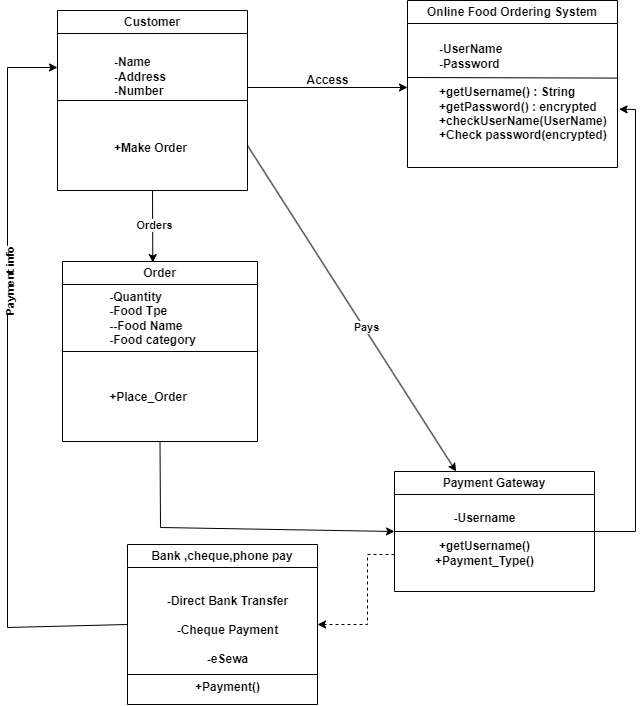 Customer
-Name
-Address
-Number
+Make Order
Online Food Ordering System
-UserName
-Password
+getUsername() : String
+getPassword() : encrypted
+checkUserName(UserName)
+Check password(encrypted)
Access
Orders
Payment info
Order
-Quantity
-Food Tpe
--Food Name
-Food category
+Place_Order
Pays
Payment Gateway
-Username
+getUsername()
+Payment_Type()
Bank ,cheque,phone pay
-Direct Bank Transfer
-Cheque Payment
-eSewa
+Payment()